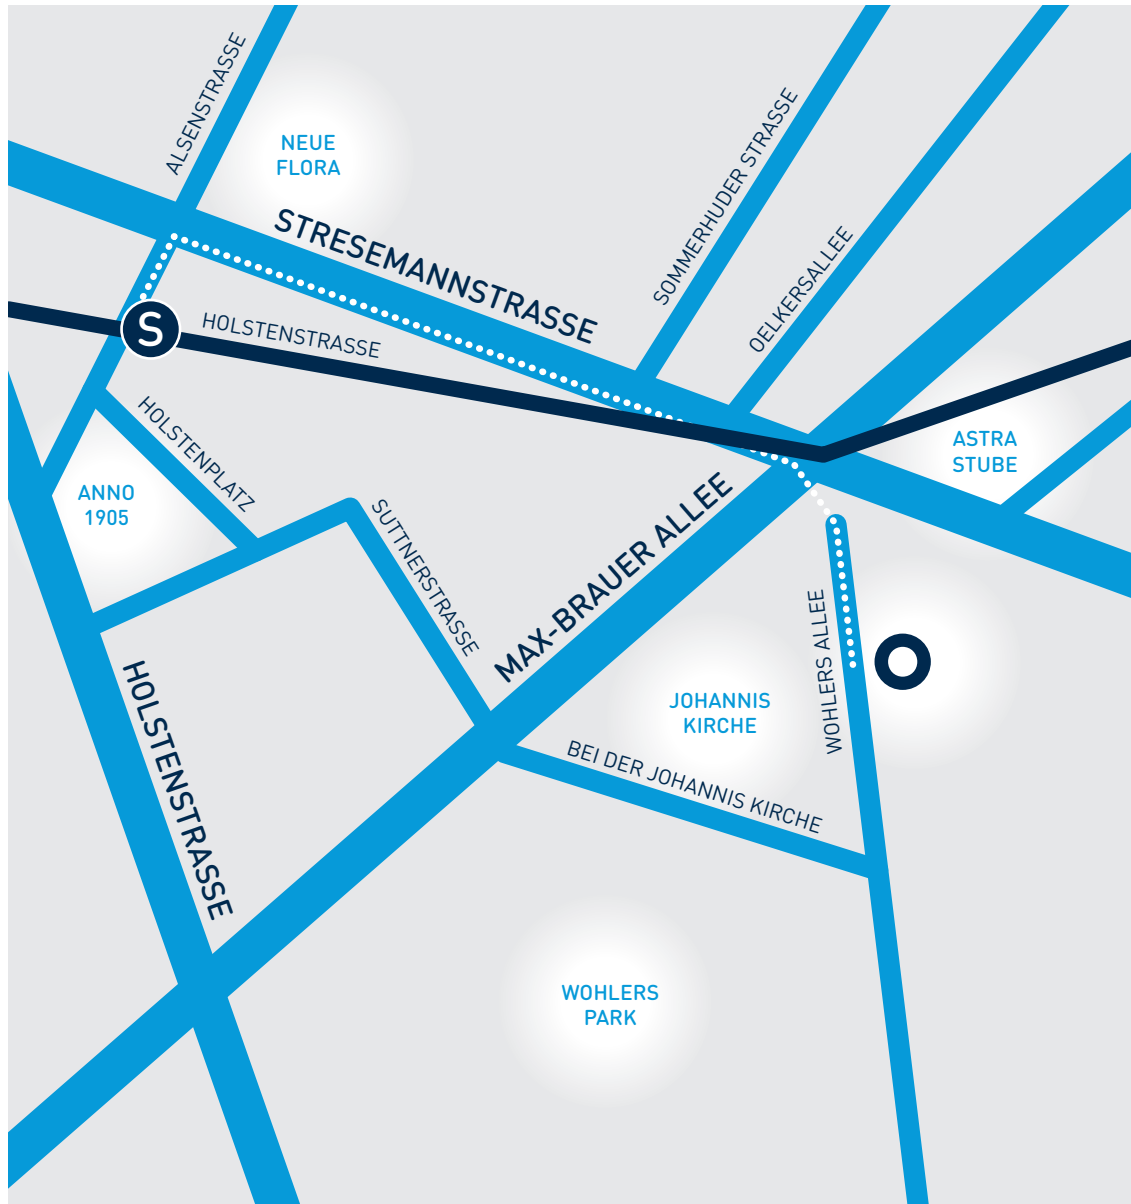 ALSENSTRASSE
NEUE
FLORA
SOMMERHUDER STRASSE
OELKERSALLEE
STRESEMANNSTRASSE
S
HOLSTENSTRASSE
HOLSTENPLATZ
ASTRA
STUBE
ANNO
1905
SUTTNERSTRASSE
MAX-BRAUER ALLEE
WOHLERS ALLEE
HOLSTENSTRASSE
JOHANNIS
KIRCHE
BEI DER JOHANNIS KIRCHE
WOHLERS
PARK